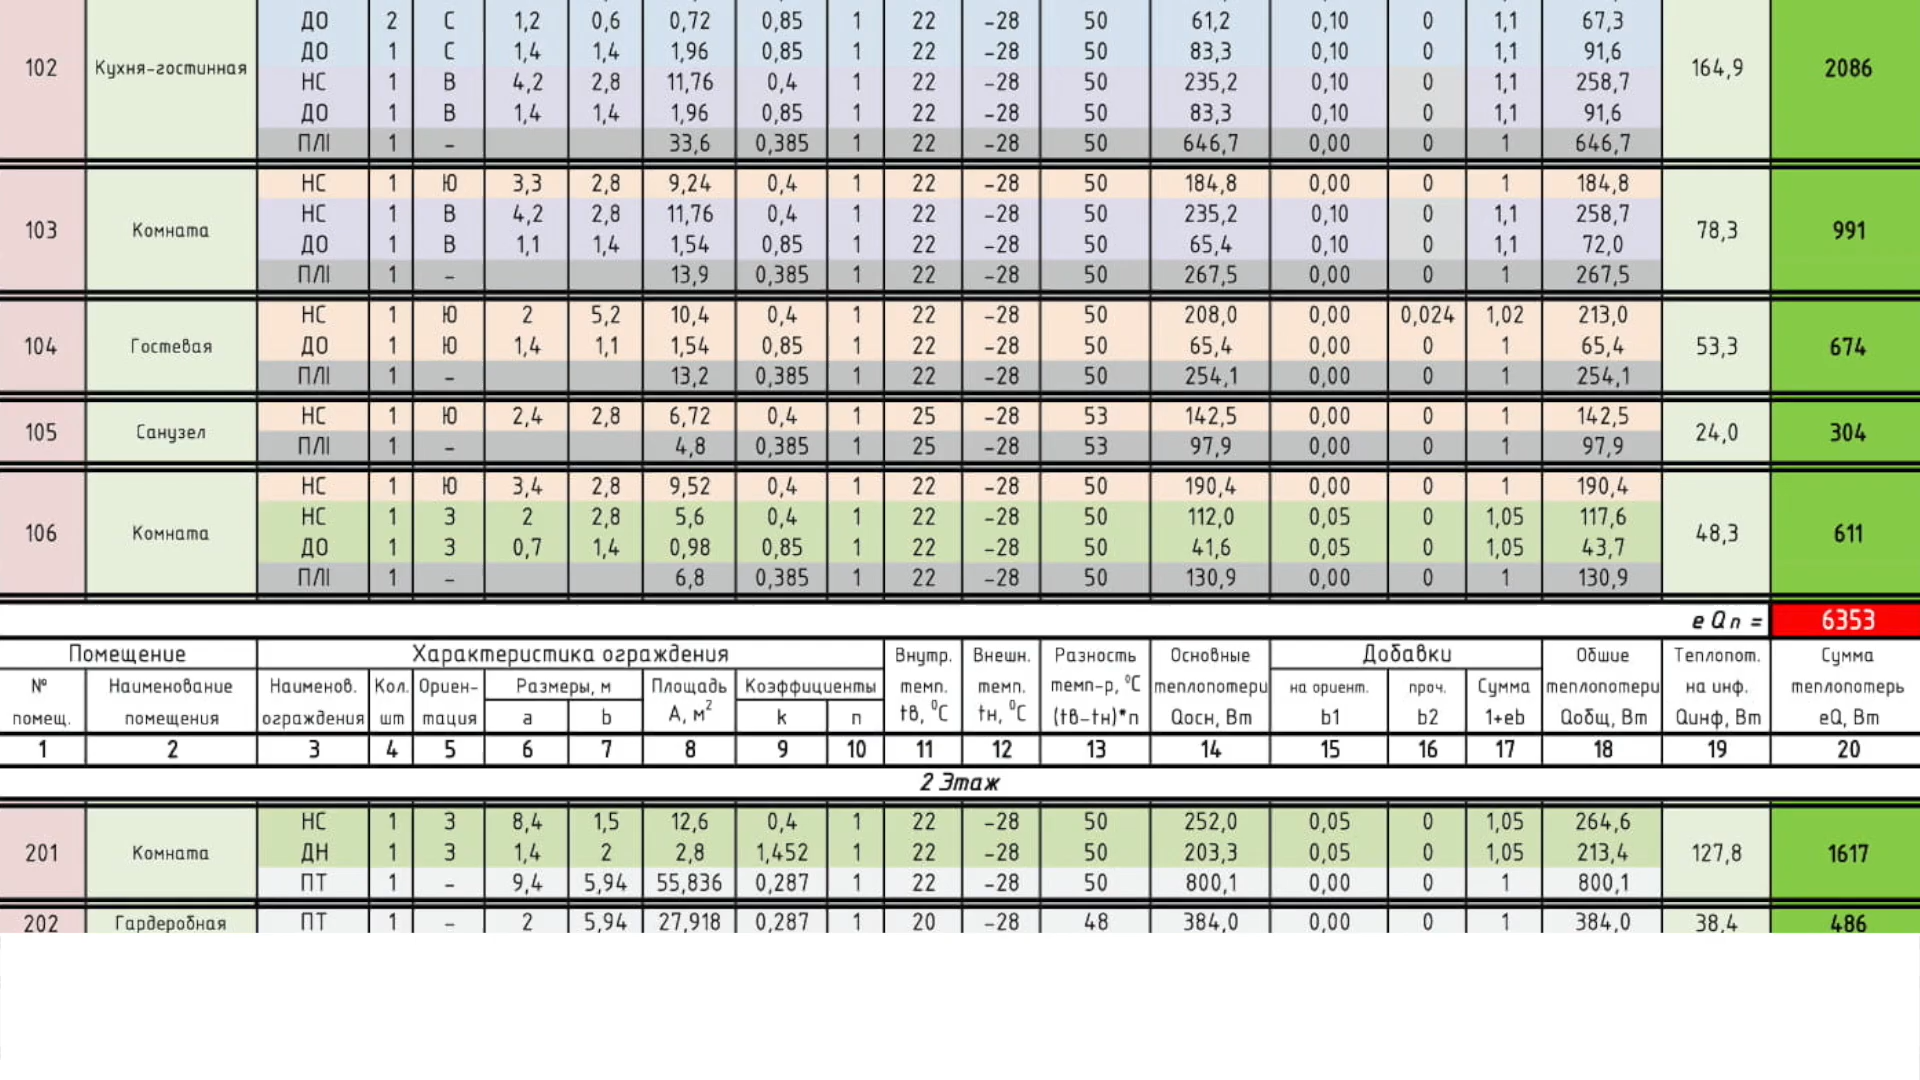 ДО 2 С 1,2 0,6 0,72 0,85 1 22 -28 50 61,2 0,10 0 1,1 67,3
ДО 1 С 1,4 1,4 1,96 0,85 1 22 -28 50 83,3 0,10 0 1,1 91,6
102 Кухня-гостинная 164,9 2086
НС 1 В 4,2 2,8 11,76 0,4 1 22 -28 50 235,2 0,10 0 1,1 258,7
ДО 1 В 1,4 1,4 1,96 0,85 1 22 -28 50 83,3 0,10 0 1,1 91,6
ПЛI 1 - 33,6 0,385 1 22 -28 50 646,7 0,00 0 1 646,7
НС 1 Ю 3,3 2,8 9,24 0,4 1 22 -28 50 184,8 0,00 0 1 184,8
НС 1 В 4,2 2,8 11,76 0,4 1 22 -28 50 235,2 0,10 0 1,1 258,7
103 Комната 78,3 991
ДО 1 В 1,1 1,4 1,54 0,85 1 22 -28 50 65,4 0,10 0 1,1 72,0
ПЛI 1 - 13,9 0,385 1 22 -28 50 267,5 0,00 0 1 267,5
НС 1 Ю 2 5,2 10,4 0,4 1 22 -28 50 208,0 0,00 0,024 1,02 213,0
104 Гостевая ДО 1 Ю 1,4 1,1 1,54 0,85 1 22 -28 50 65,4 0,00 0 1 65,4 53,3 674
ПЛI 1 - 13,2 0,385 1 22 -28 50 254,1 0,00 0 1 254,1
НС 1 Ю 2,4 2,8 6,72 0,4 1 25 -28 53 142,5 0,00 0 1 142,5
105 Санузел 24,0 304
ПЛI 1 - 4,8 0,385 1 25 -28 53 97,9 0,00 0 1 97,9
НС 1 Ю 3,4 2,8 9,52 0,4 1 22 -28 50 190,4 0,00 0 1 190,4
НС 1 З 2 2,8 5,6 0,4 1 22 -28 50 112,0 0,05 0 1,05 117,6
106 Комната 48,3 611
ДО 1 З 0,7 1,4 0,98 0,85 1 22 -28 50 41,6 0,05 0 1,05 43,7
ПЛI 1 - 6,8 0,385 1 22 -28 50 130,9 0,00 0 1 130,9
е Qп = 6353
Помещение Характеристика ограждения Внутр. Внешн. Разность Основные Добавки Обшие Теплопот. Сумма
№ Наименование Наименов. Кол. Ориен- Размеры, м Площадь Коэффициенты темп. темп. темп-р, °С теплопотери на ориент. проч. Сумма теплопотери на инф. теплопотерь
помещ. помещения ограждения шт тация a b А, м² k n tв, °С tн, °С (tв-tн)*n Qосн, Вт b1 b2 1+еb Qобщ, Вт Qинф, Вт еQ, Вт
1 2 3 4 5 6 7 8 9 10 11 12 13 14 15 16 17 18 19 20
2 Этаж
НС 1 З 8,4 1,5 12,6 0,4 1 22 -28 50 252,0 0,05 0 1,05 264,6
201 Комната ДН 1 З 1,4 2 2,8 1,452 1 22 -28 50 203,3 0,05 0 1,05 213,4 127,8 1617
ПТ 1 - 9,4 5,94 55,836 0,287 1 22 -28 50 800,1 0,00 0 1 800,1
202 Гардеробная ПТ 1 - 2 5,94 27,918 0,287 1 20 -28 48 384,0 0,00 0 1 384,0 38,4 486